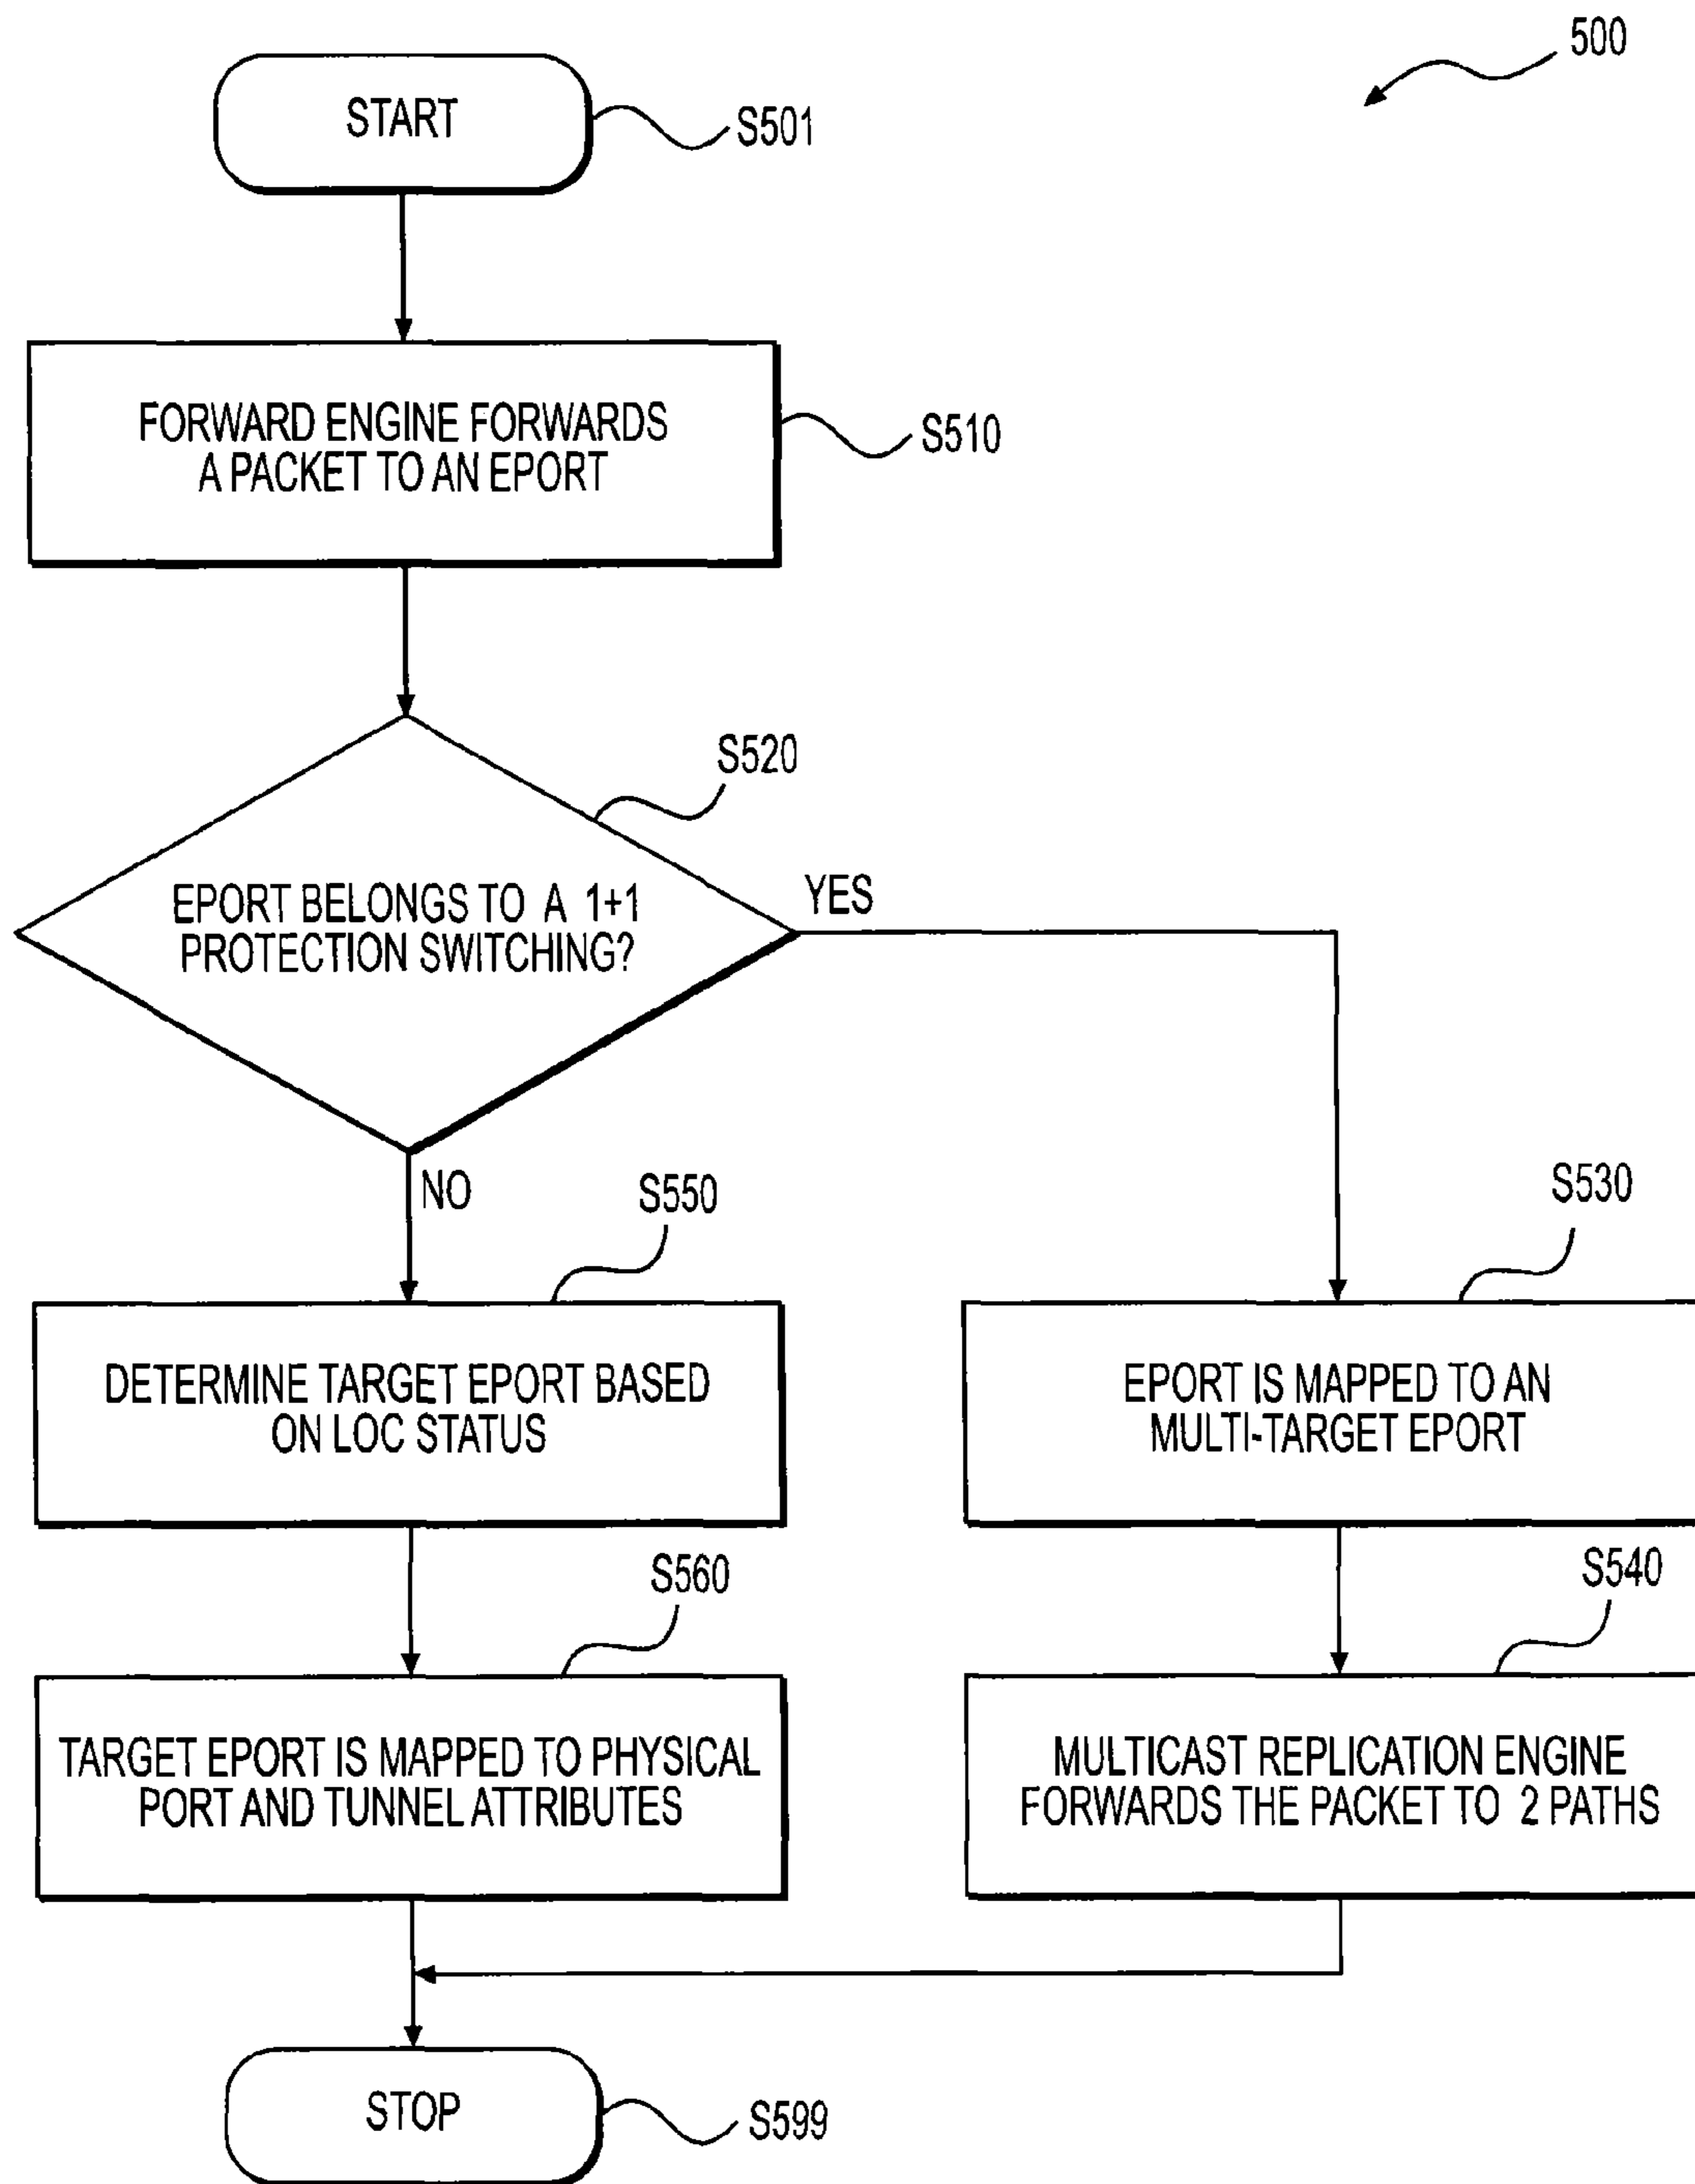 500
START
S501
FORWARD ENGINE FORWARDS
A PACKET TO AN EPORT
S510
S520
EPORT BELONGS TO A 1+1
PROTECTION SWITCHING?
YES
NO
S550
DETERMINE TARGET EPORT BASED
ON LOC STATUS
S530
EPORT IS MAPPED TO AN
MULTI-TARGET EPORT
S560
TARGET EPORT IS MAPPED TO PHYSICAL
PORT AND TUNNEL ATTRIBUTES
S540
MULTICAST REPLICATION ENGINE
FORWARDS THE PACKET TO 2 PATHS
STOP
S599